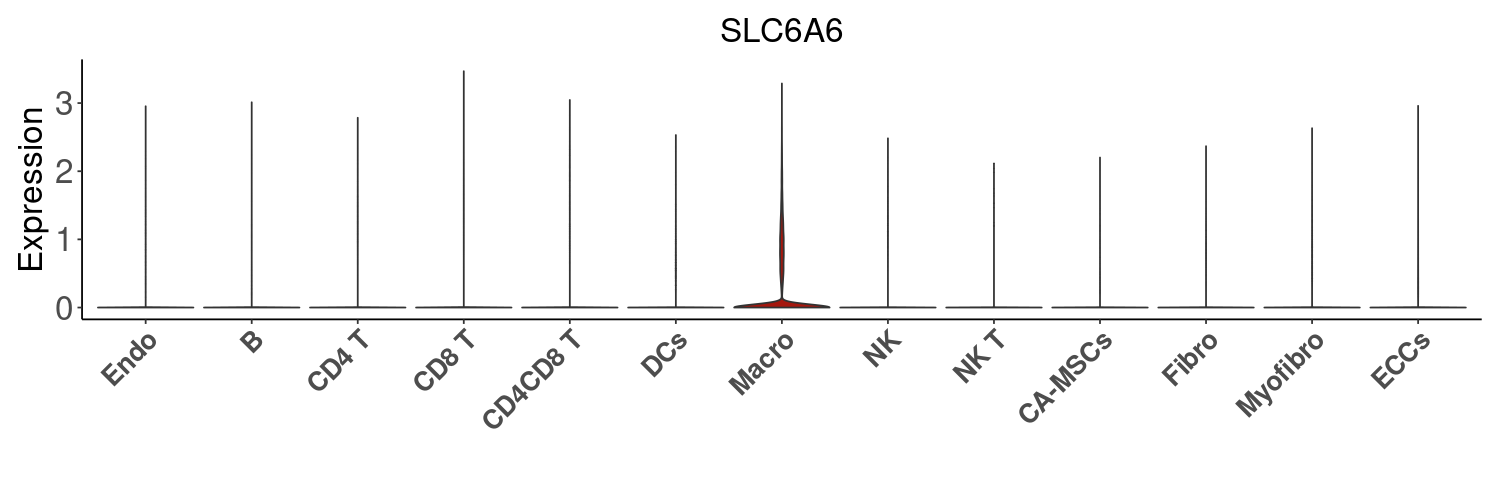 SLC6A6
Expression
3
2
1
0
Endo
B
CD4 T
CD8 T
CD4CD8 T
DCs
Macro
NK
NK T
CA-MSCs
Fibro
Myofibro
ECCs